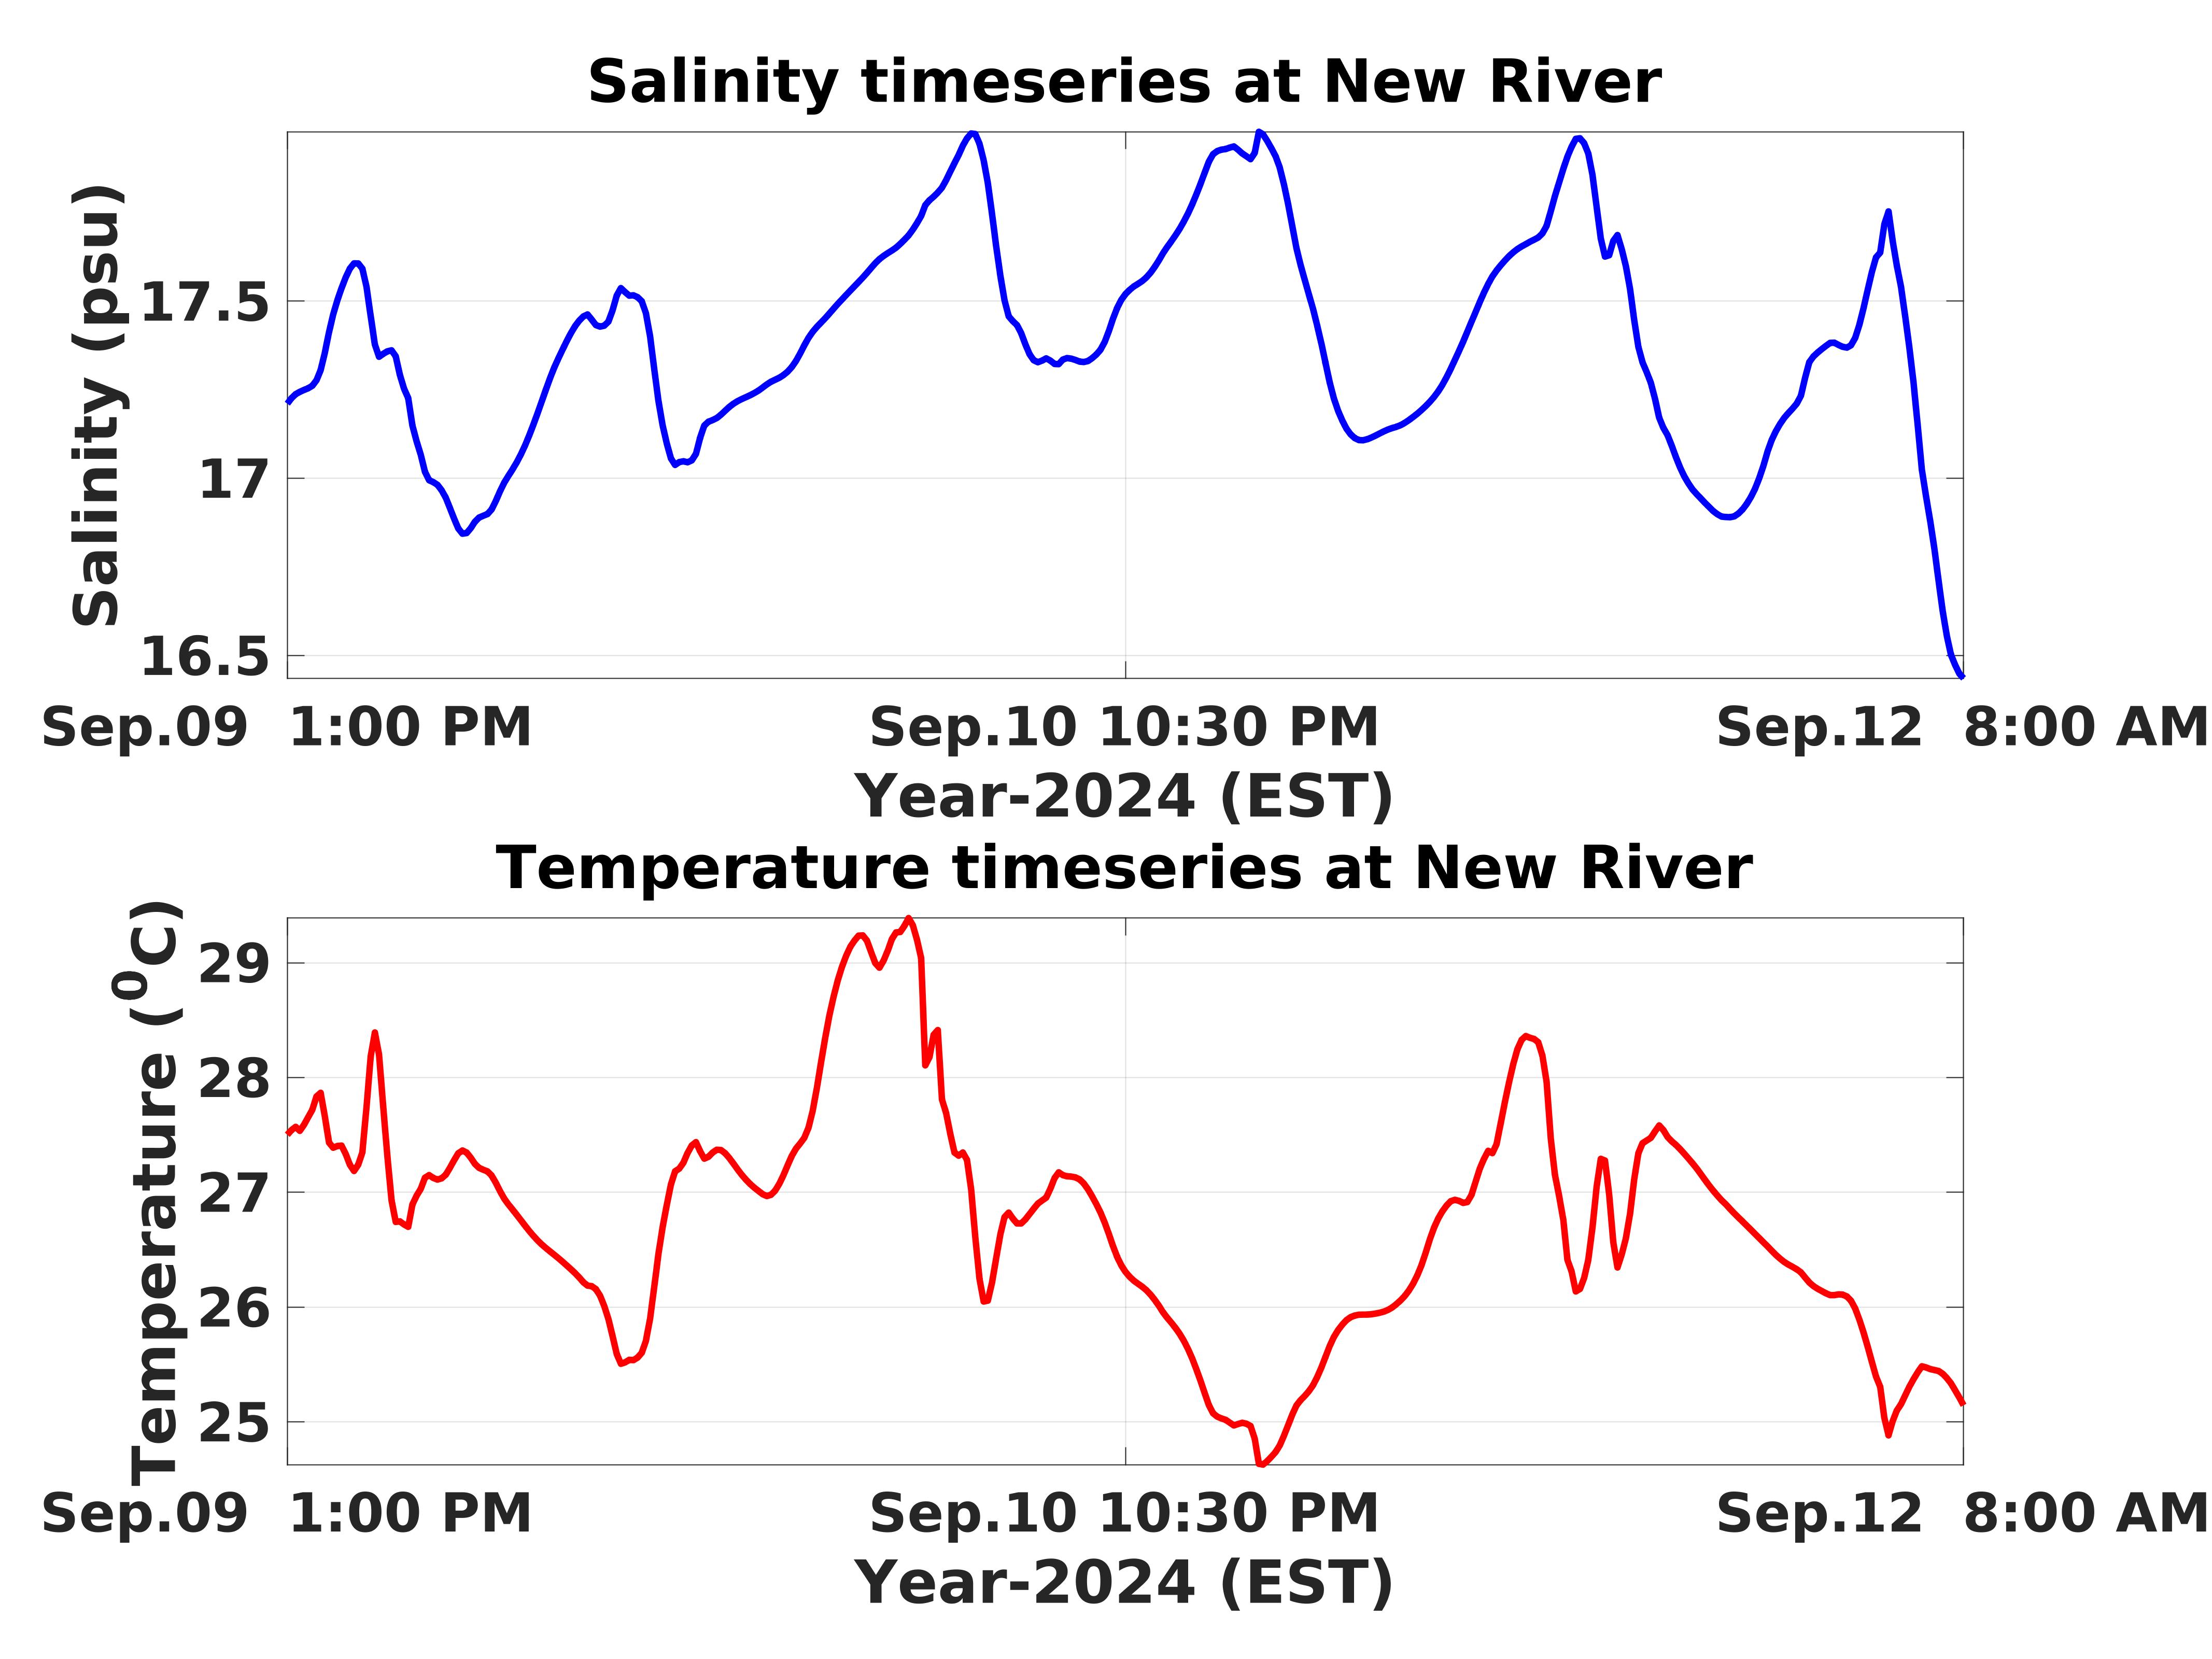 Salinity timeseries at New River
Salinity (psu)
17.5
17
16.5
Sep.09 1:00 PM
Sep.10 10:30 PM
Sep.12 8:00 AM
Year-2024 (EST)
Temperature timeseries at New River
Temperature (⁰C)
29
28
27
26
25
Sep.09 1:00 PM
Sep.10 10:30 PM
Sep.12 8:00 AM
Year-2024 (EST)